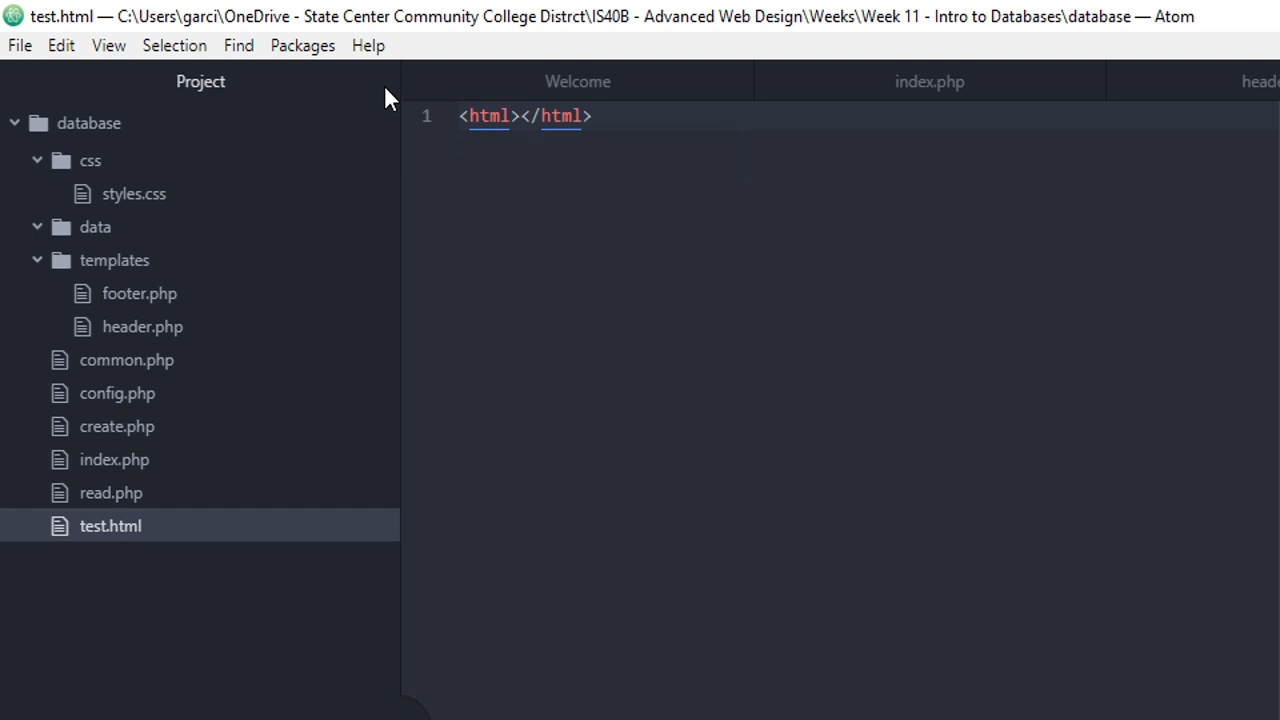 test.html — C:\Users\garci\OneDrive - State Center Community College Distrct\IS40B - Advanced Web Design\Weeks\Week 11 - Intro to Databases\database — Atom
File Edit View Selection Find Packages Help
Project Welcome index.php heade
database
1 <html></html>
css
styles.css
data
templates
footer.php
header.php
common.php
config.php
create.php
index.php
read.php
test.html